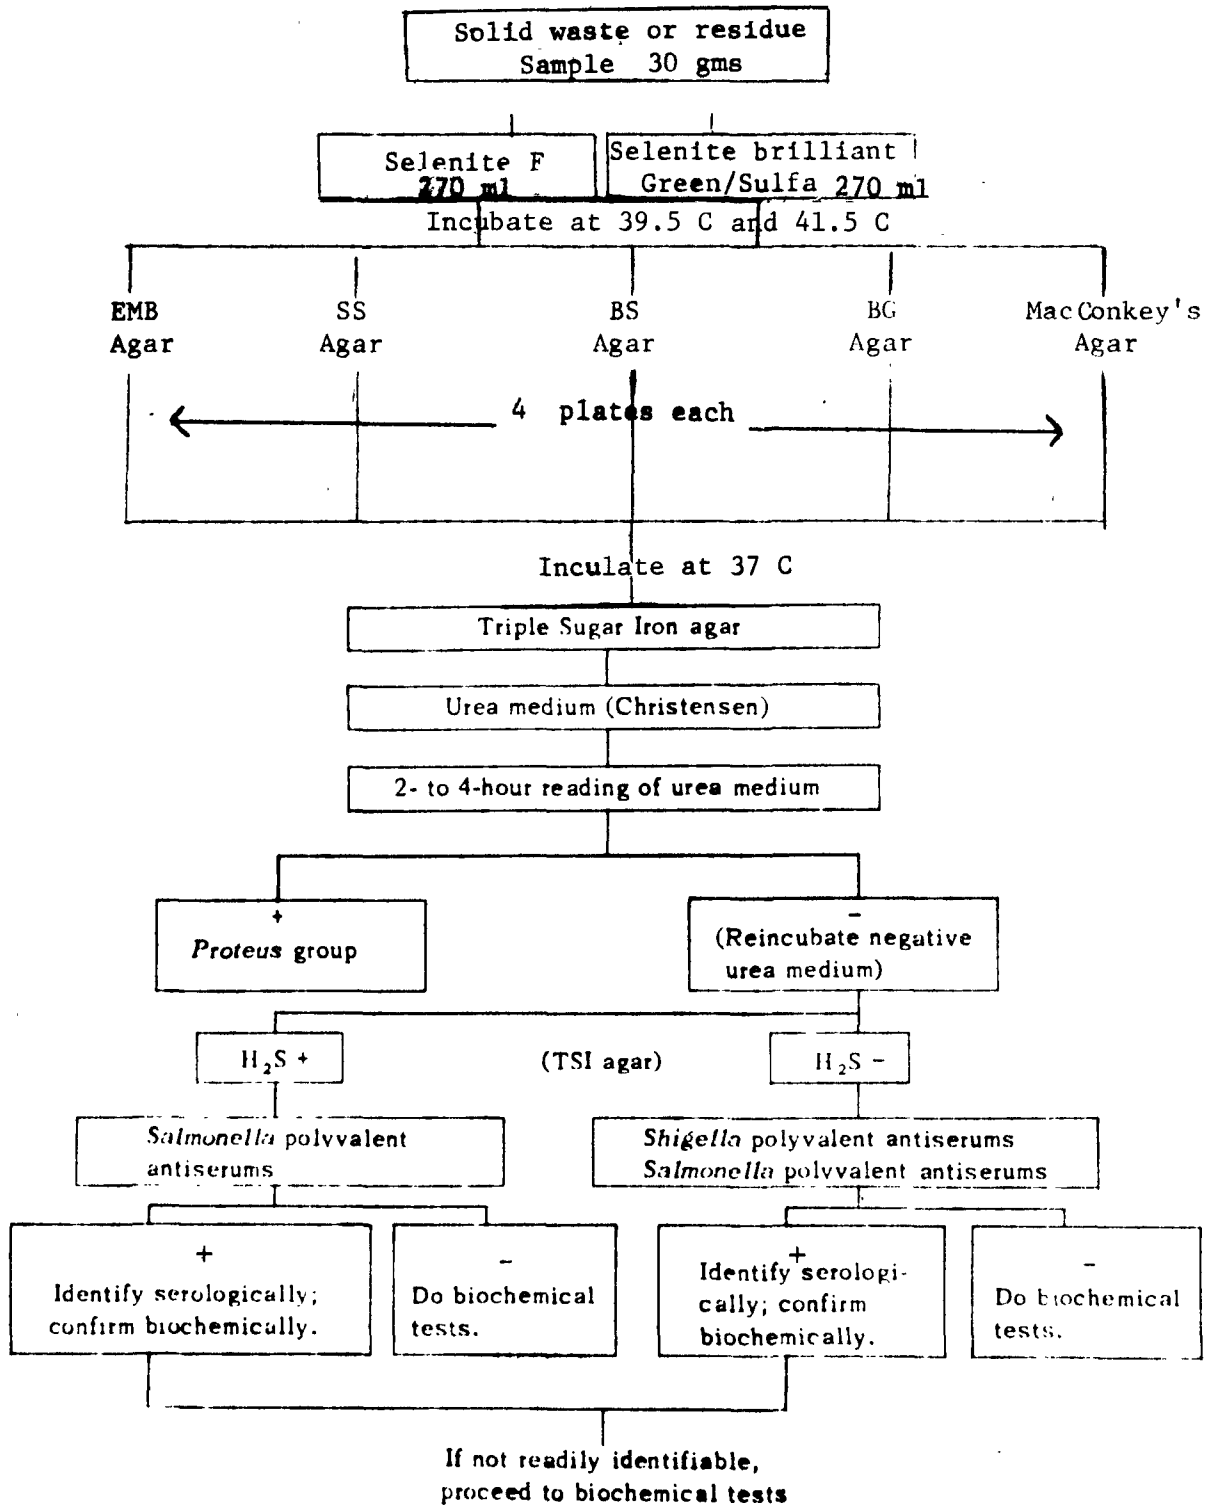 Solid waste or residue
Sample 30 gms
Selenite F
270 ml
Selenite brilliant
Green/Sulfa 270 ml
Incubate at 39.5 C and 41.5 C
EMB
Agar
SS
Agar
BS
Agar
BG
Agar
MacConkey's
Agar
4 plates each
Inculate at 37 C
Triple Sugar Iron agar
Urea medium (Christensen)
2- to 4-hour reading of urea medium
+
Proteus group
–
(Reincubate negative
urea medium)
H₂S +
(TSI agar)
H₂S –
Salmonella polyvalent
antiserums
Shigella polyvalent antiserums
Salmonella polyvalent antiserums
+
Identify serologically;
confirm biochemically.
–
Do biochemical
tests.
+
Identify serologi-
cally; confirm
biochemically.
–
Do biochemical
tests.
If not readily identifiable,
proceed to biochemical tests